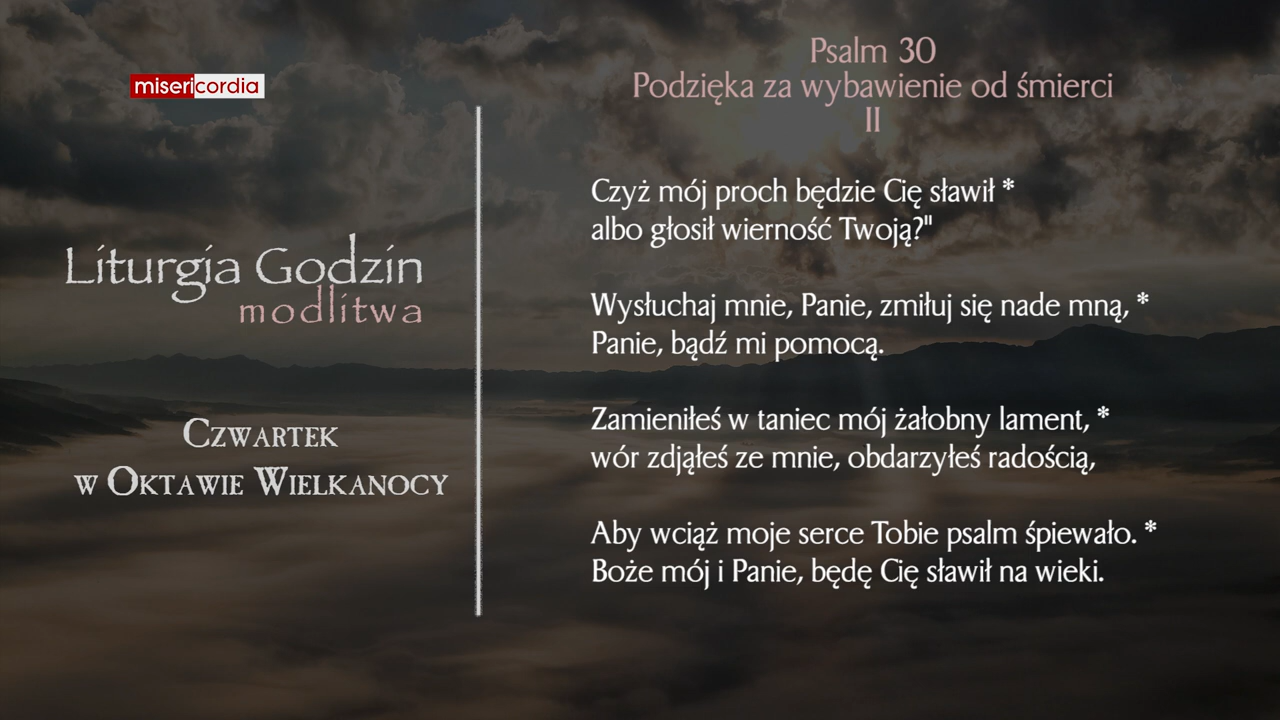 misericordia
Liturgia Godzin
modlitwa
Czwartek
w Oktawie Wielkanocy
Psalm 30
Podzięka za wybawienie od śmierci
II
Czyż mój proch będzie Cię sławił *
albo głosił wierność Twoją?"
Wysłuchaj mnie, Panie, zmiłuj się nade mną, *
Panie, bądź mi pomocą.
Zamieniłeś w taniec mój żałobny lament, *
wór zdjąłeś ze mnie, obdarzyłeś radością,
Aby wciąż moje serce Tobie psalm śpiewało. *
Boże mój i Panie, będę Cię sławił na wieki.